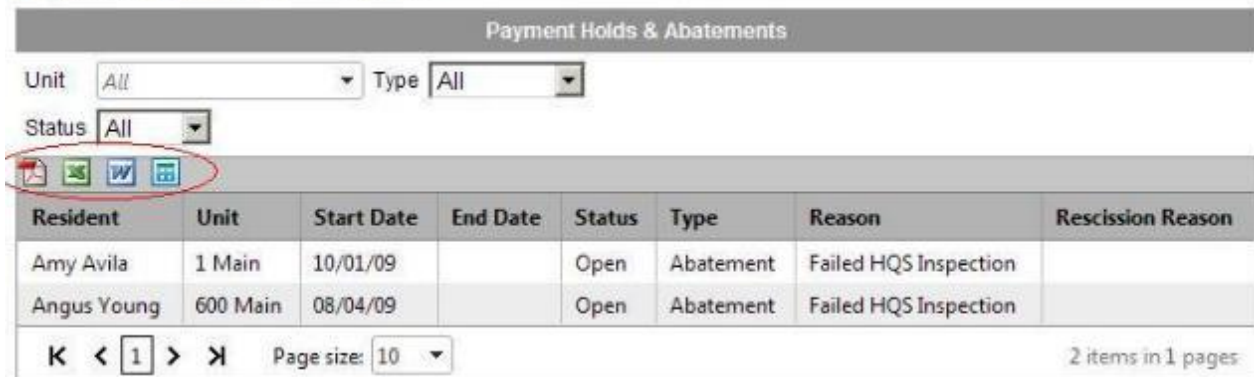 Payment Holds & Abatements
Unit All Type All
Status All
Resident Unit Start Date End Date Status Type Reason Rescission Reason
Amy Avila 1 Main 10/01/09 Open Abatement Failed HQS Inspection
Angus Young 600 Main 08/04/09 Open Abatement Failed HQS Inspection
1 Page size: 10 2 items in 1 pages